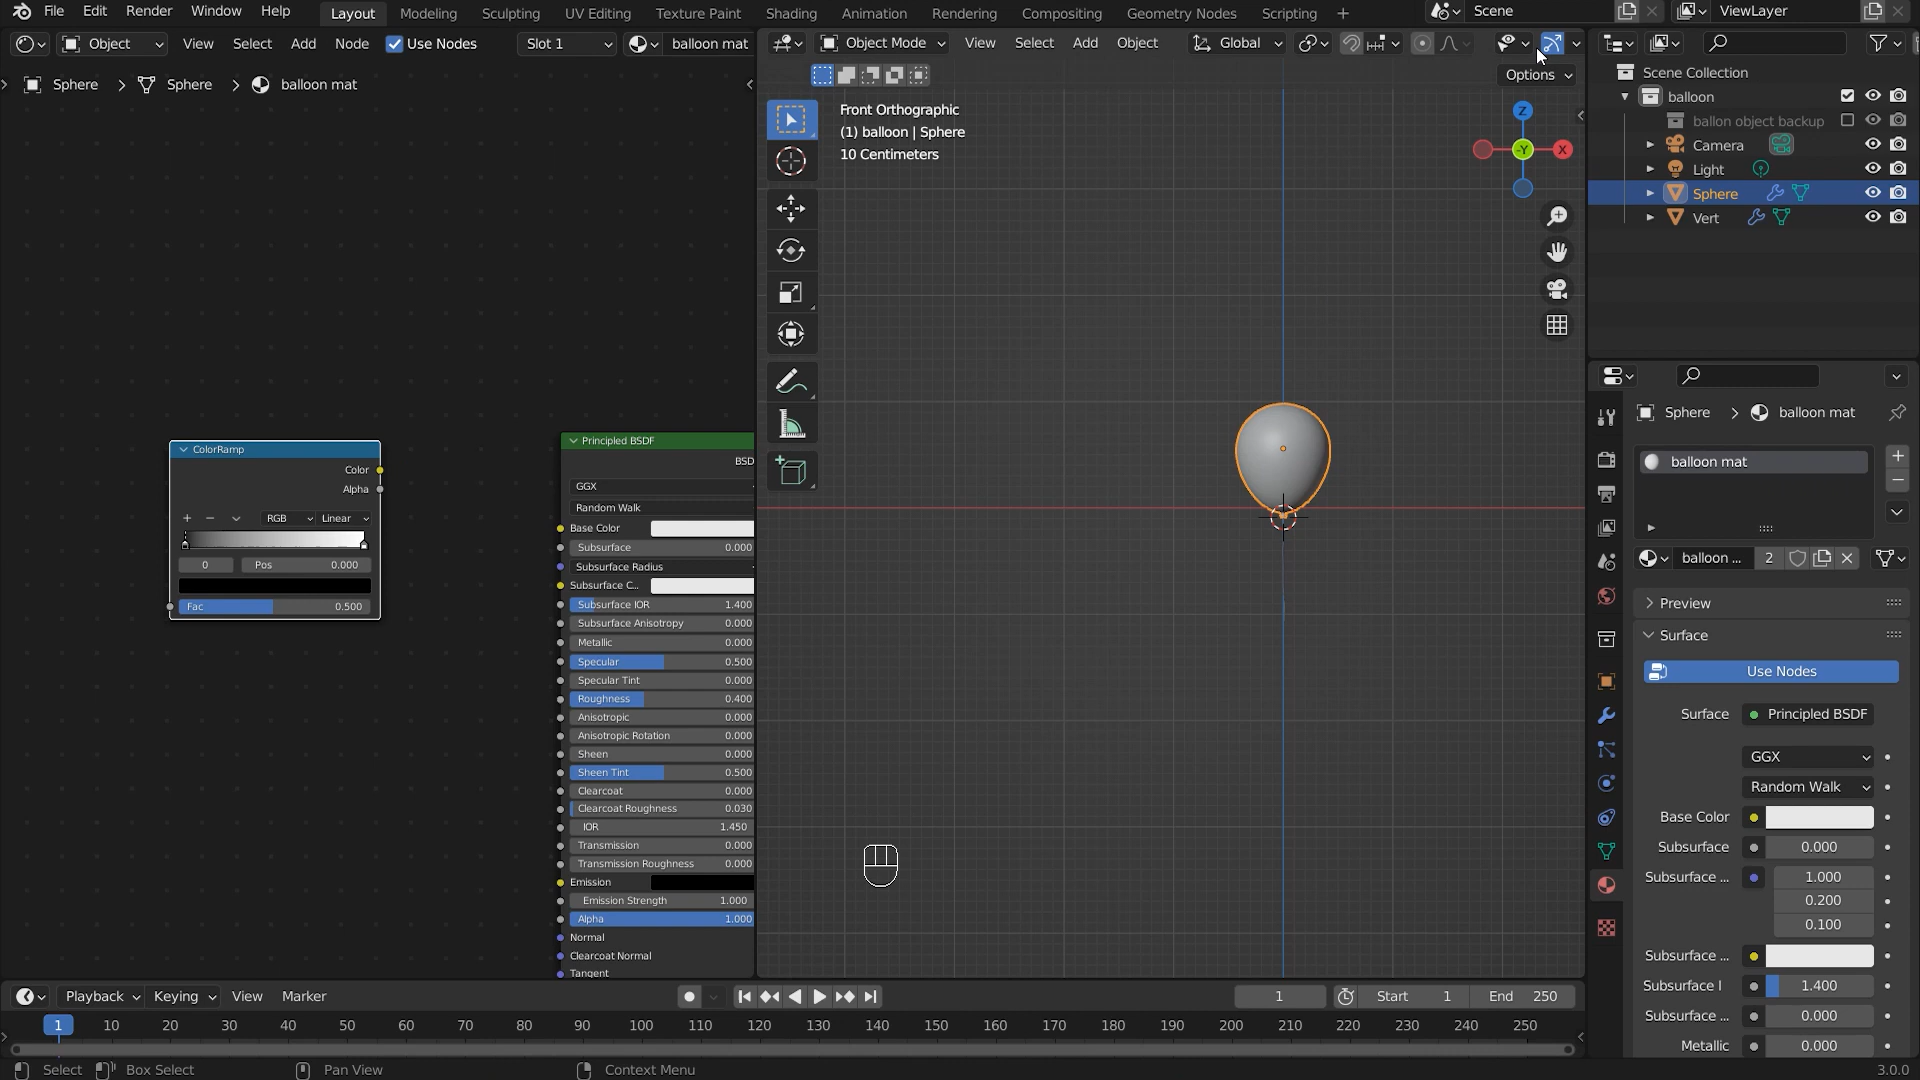 File Edit Render Window Help Layout Modeling Sculpting UV Editing Texture Paint Shading Animation Rendering Compositing Geometry Nodes Scripting + Scene ViewLayer
Object View Select Add Node Use Nodes Slot 1 balloon mat
Object Mode View Select Add Object Global
Options
Sphere > Sphere > balloon mat
ColorRamp
Color
Alpha
RGB Linear
0 Pos 0.000
Fac 0.500
Principled BSDF
BSD
GGX
Random Walk
Base Color
Subsurface 0.000
Subsurface Radius
Subsurface C...
Subsurface IOR 1.400
Subsurface Anisotropy 0.000
Metallic 0.000
Specular 0.500
Specular Tint 0.000
Roughness 0.400
Anisotropic 0.000
Anisotropic Rotation 0.000
Sheen 0.000
Sheen Tint 0.500
Clearcoat 0.000
Clearcoat Roughness 0.030
IOR 1.450
Transmission 0.000
Transmission Roughness 0.000
Emission
Emission Strength 1.000
Alpha 1.000
Normal
Clearcoat Normal
Tangent
Front Orthographic
(1) balloon | Sphere
10 Centimeters
Z
-Y
X
Scene Collection
balloon
ballon object backup
Camera
Light
Sphere
Vert
Sphere > balloon mat
balloon mat
balloon ... 2
Preview
Surface
Use Nodes
Surface Principled BSDF
GGX
Random Walk
Base Color
Subsurface 0.000
Subsurface ... 1.000
0.200
0.100
Subsurface ...
Subsurface I 1.400
Subsurface ... 0.000
Metallic 0.000
Playback Keying View Marker 1 Start 1 End 250
1 10 20 30 40 50 60 70 80 90 100 110 120 130 140 150 160 170 180 190 200 210 220 230 240 250
Select Box Select Pan View Context Menu 3.0.0